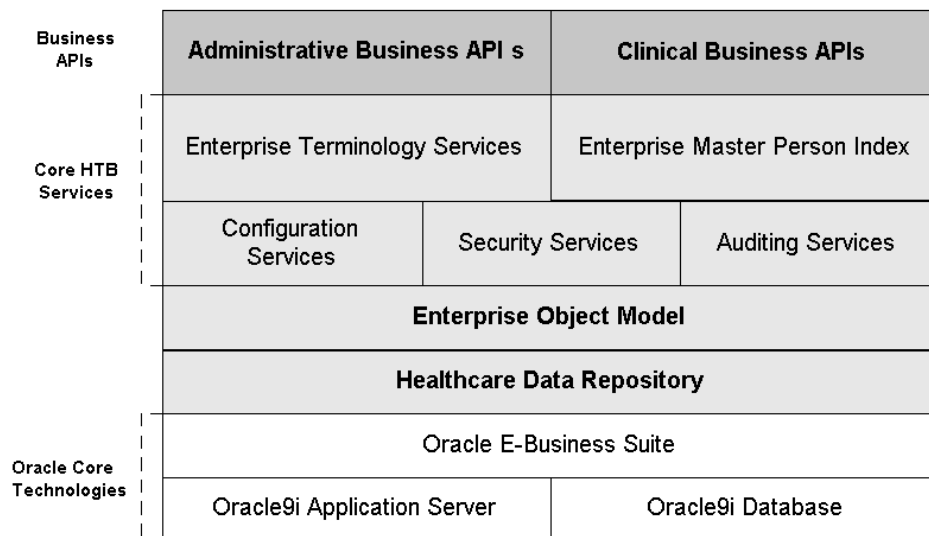 Business
APIs
Administrative Business API s
Clinical Business APIs
Core HTB
Services
Enterprise Terminology Services
Enterprise Master Person Index
Configuration
Services
Security Services
Auditing Services
Enterprise Object Model
Healthcare Data Repository
Oracle Core
Technologies
Oracle E-Business Suite
Oracle9i Application Server
Oracle9i Database